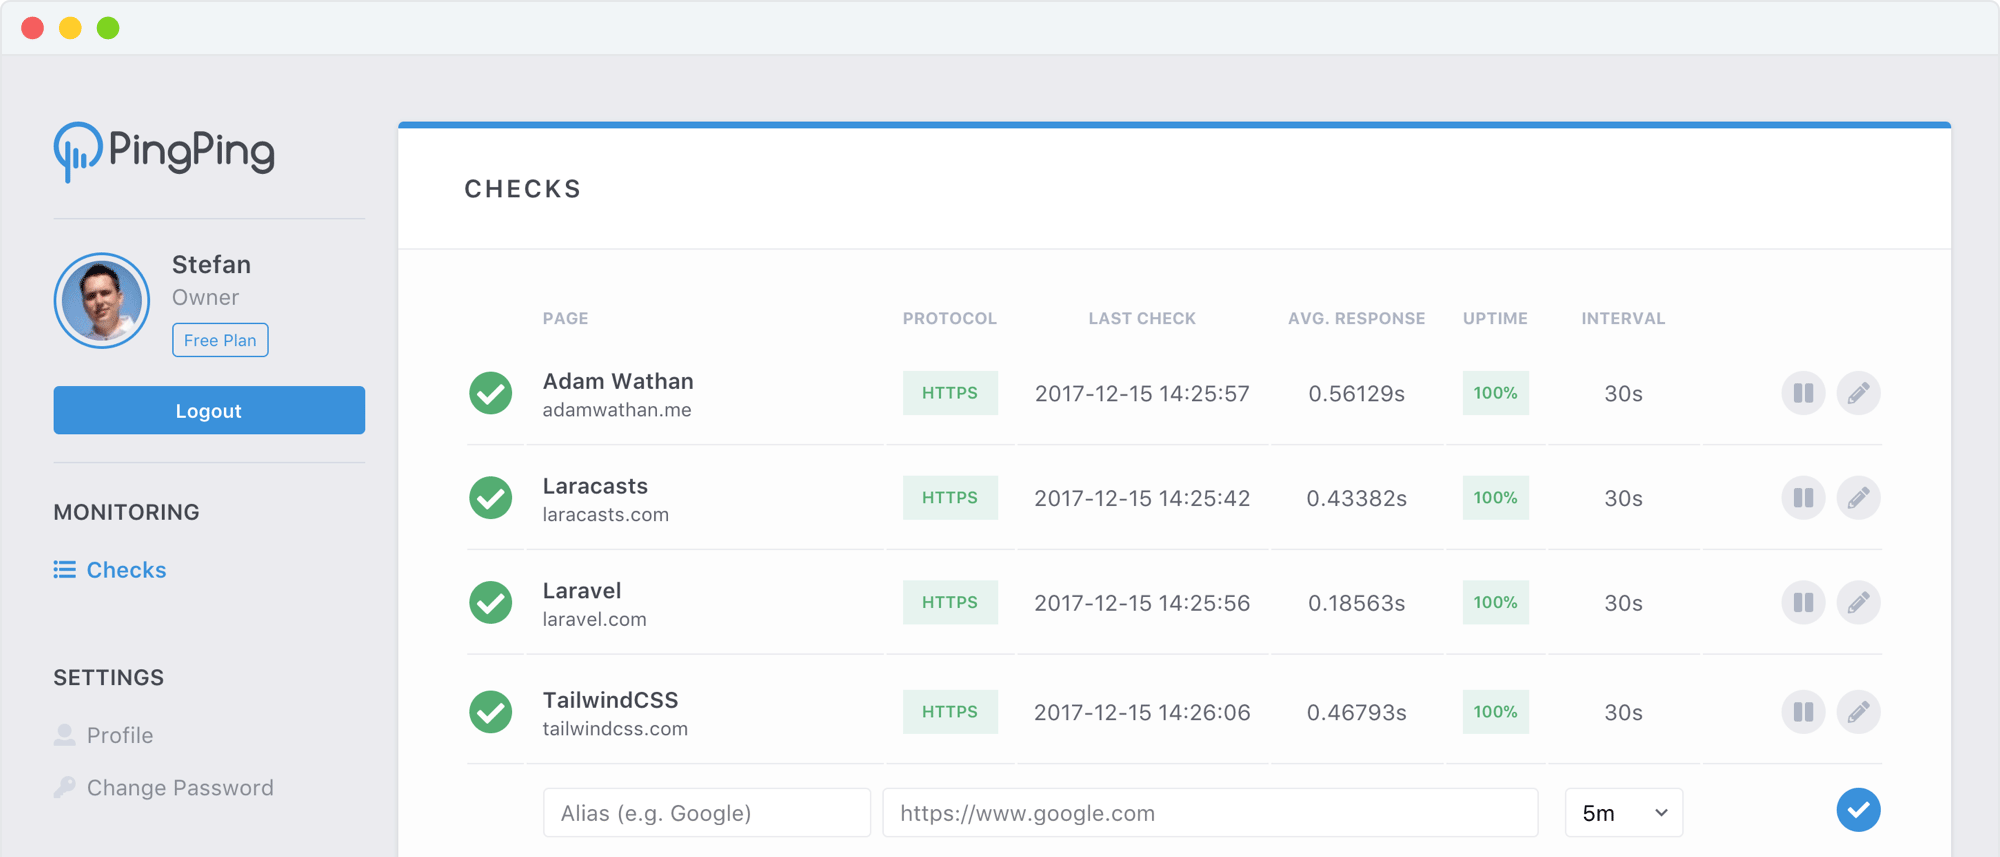 PingPing
Stefan
Owner
Free Plan
Logout
MONITORING
Checks
SETTINGS
Profile
Change Password
CHECKS
PAGE PROTOCOL LAST CHECK AVG. RESPONSE UPTIME INTERVAL
Adam Wathan
adamwathan.me
HTTPS 2017-12-15 14:25:57 0.56129s 100% 30s
Laracasts
laracasts.com
HTTPS 2017-12-15 14:25:42 0.43382s 100% 30s
Laravel
laravel.com
HTTPS 2017-12-15 14:25:56 0.18563s 100% 30s
TailwindCSS
tailwindcss.com
HTTPS 2017-12-15 14:26:06 0.46793s 100% 30s
Alias (e.g. Google) https://www.google.com 5m